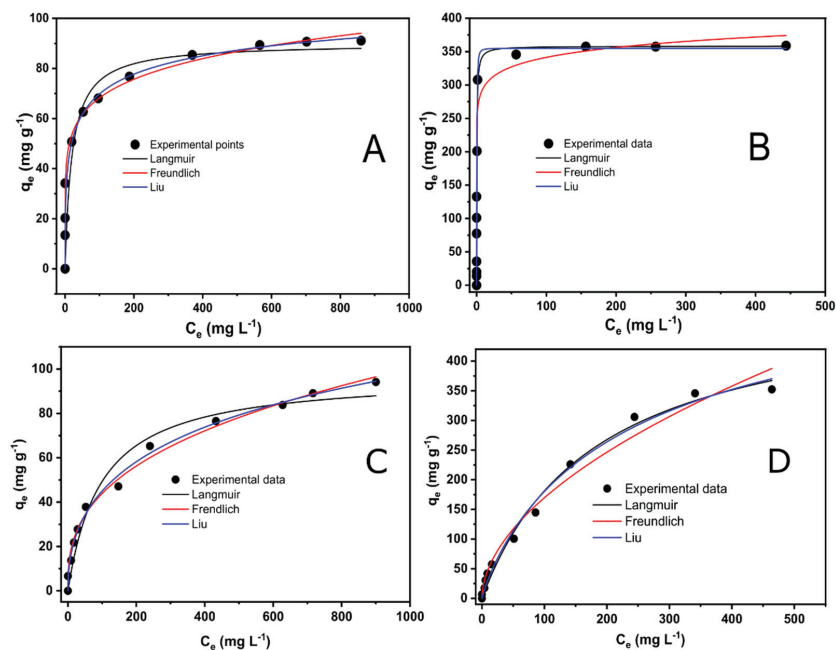 100
80
60
40
20
0
qe (mg g-1)
0 200 400 600 800 1000
Ce (mg L-1)
Experimental points
Langmuir
Freundlich
Liu
A
400
350
300
250
200
150
100
50
0
qe (mg g-1)
0 100 200 300 400 500
Ce (mg L-1)
Experimental data
Langmuir
Freundlich
Liu
B
100
80
60
40
20
0
qe (mg g-1)
0 200 400 600 800 1000
Ce (mg L-1)
Experimental data
Langmuir
Frendlich
Liu
C
400
350
300
250
200
150
100
50
0
qe (mg g-1)
0 100 200 300 400 500
Ce (mg L-1)
Experimental data
Langmuir
Freundlich
Liu
D